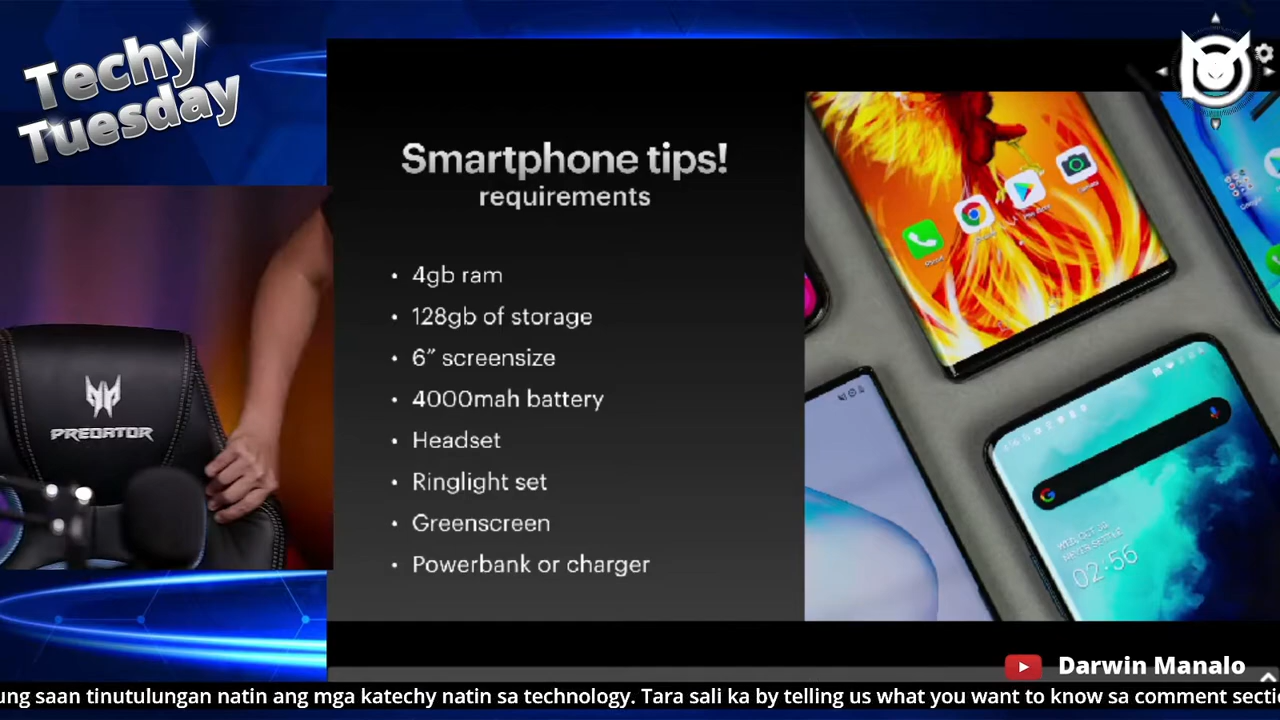 Techy
Tuesday
Smartphone tips!
requirements
• 4gb ram
• 128gb of storage
• 6” screensize
• 4000mah battery
• Headset
• Ringlight set
• Greenscreen
• Powerbank or charger
PREDATOR
Google
02:56
Darwin Manalo
ung saan tinutulungan natin ang mga katechy natin sa technology. Tara sali ka by telling us what you want to know sa comment secti